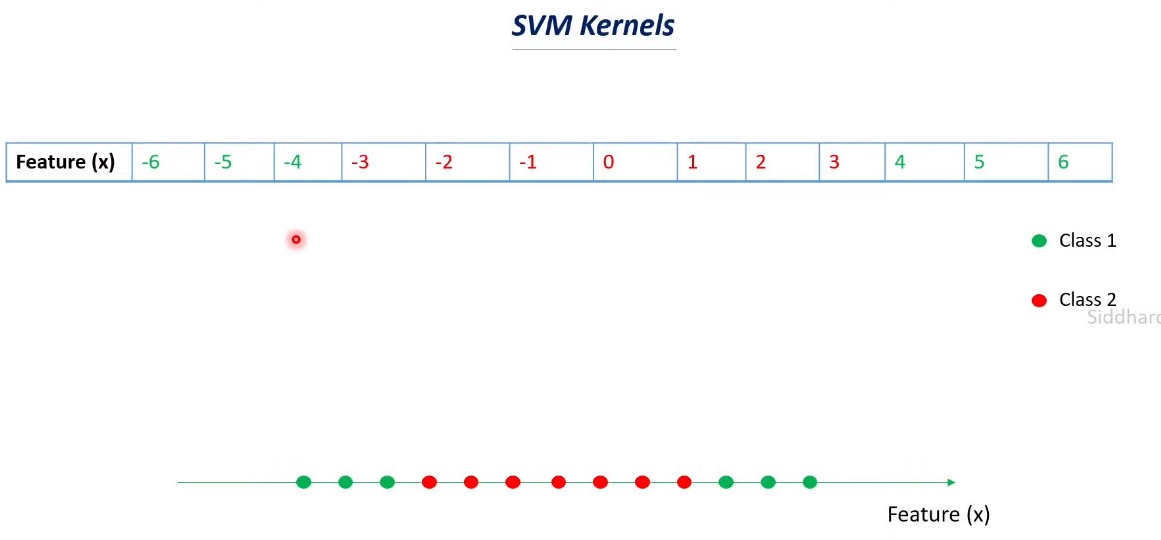 SVM Kernels
Feature (x) -6 -5 -4 -3 -2 -1 0 1 2 3 4 5 6
Class 1
Class 2
Feature (x)